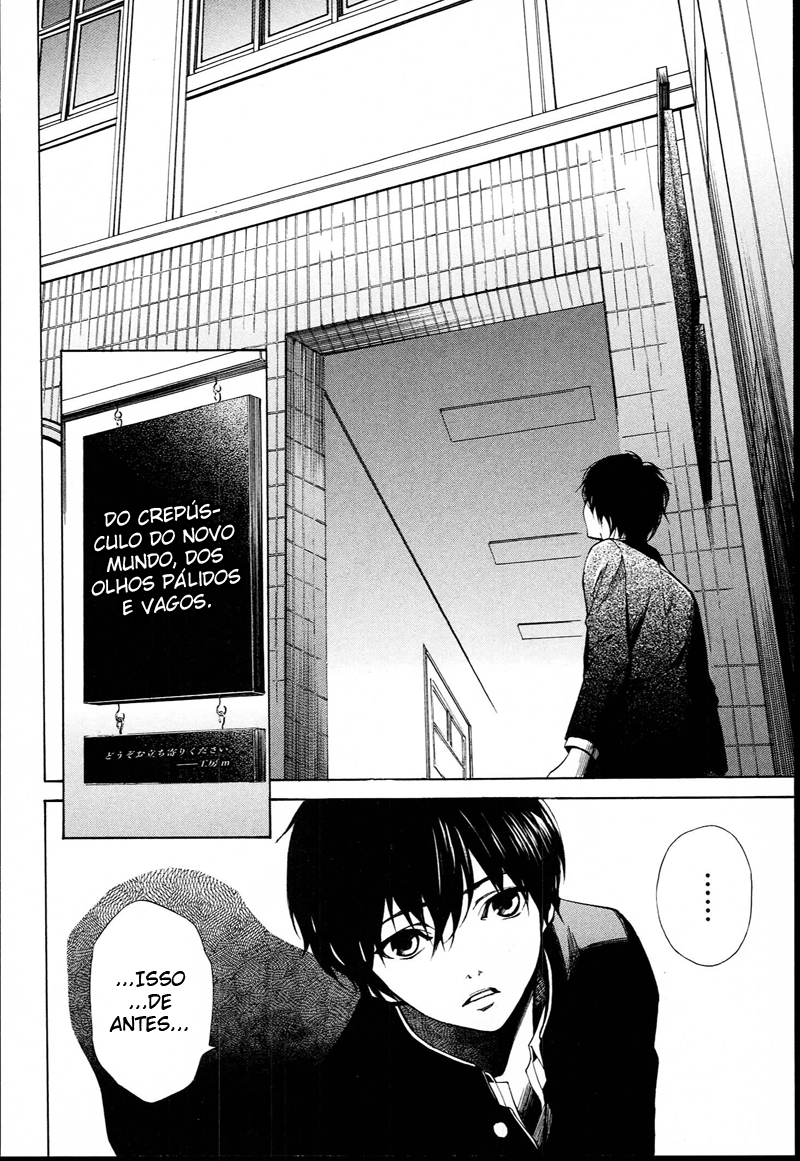 DO CREPÚS-
CULO DO NOVO
MUNDO, DOS
OLHOS PÁLIDOS
E VAGOS.
どうぞお立ち寄りください
——工房m
.......
...ISSO
...DE
ANTES...